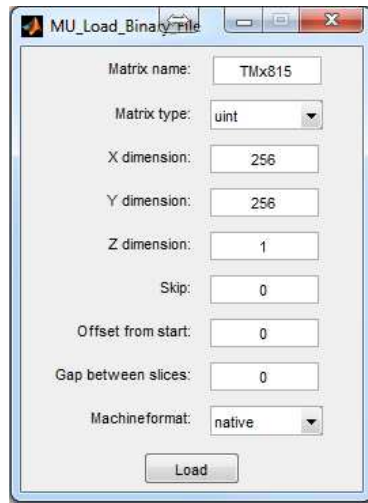 MU_Load_Binary_File
Matrix name: TMx815
Matrix type: uint
X dimension: 256
Y dimension: 256
Z dimension: 1
Skip: 0
Offset from start: 0
Gap between slices: 0
Machineformat: native
Load